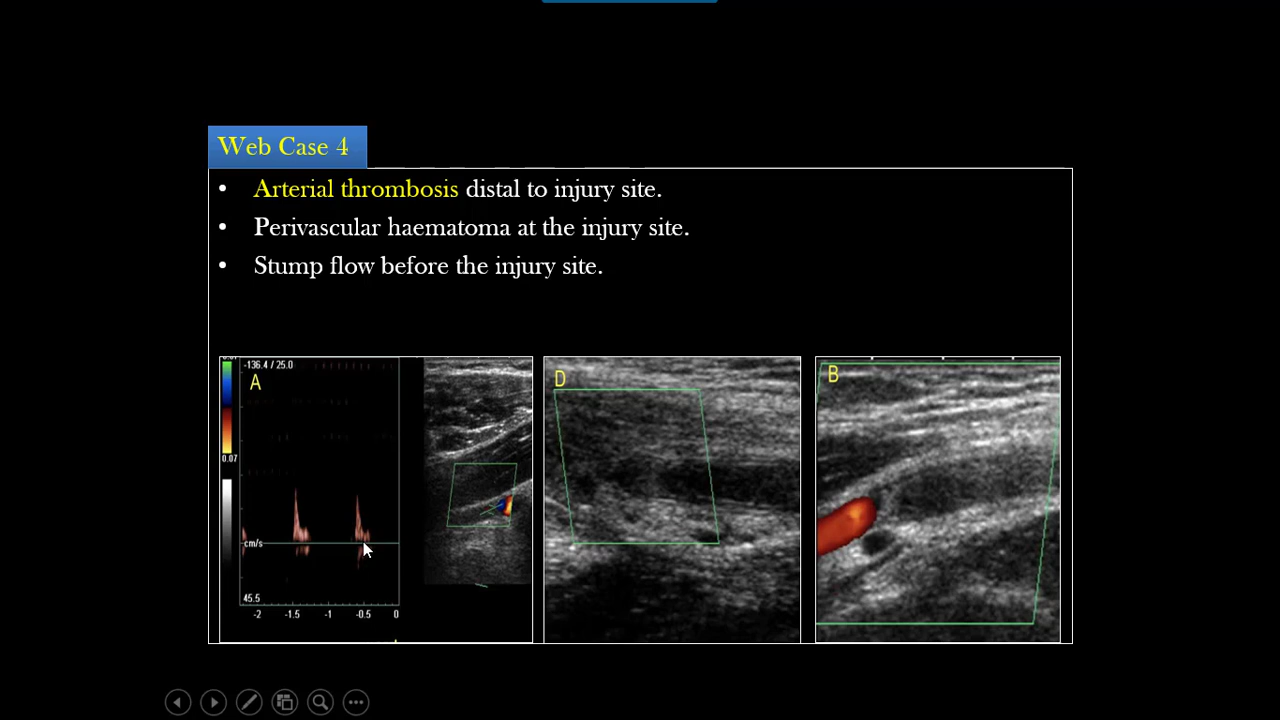 Web Case 4
• Arterial thrombosis distal to injury site.
• Perivascular haematoma at the injury site.
• Stump flow before the injury site.
A
-136.4 / 25.0
0.07
cm/s
45.5
-2 -1.5 -1 -0.5 0
D
B